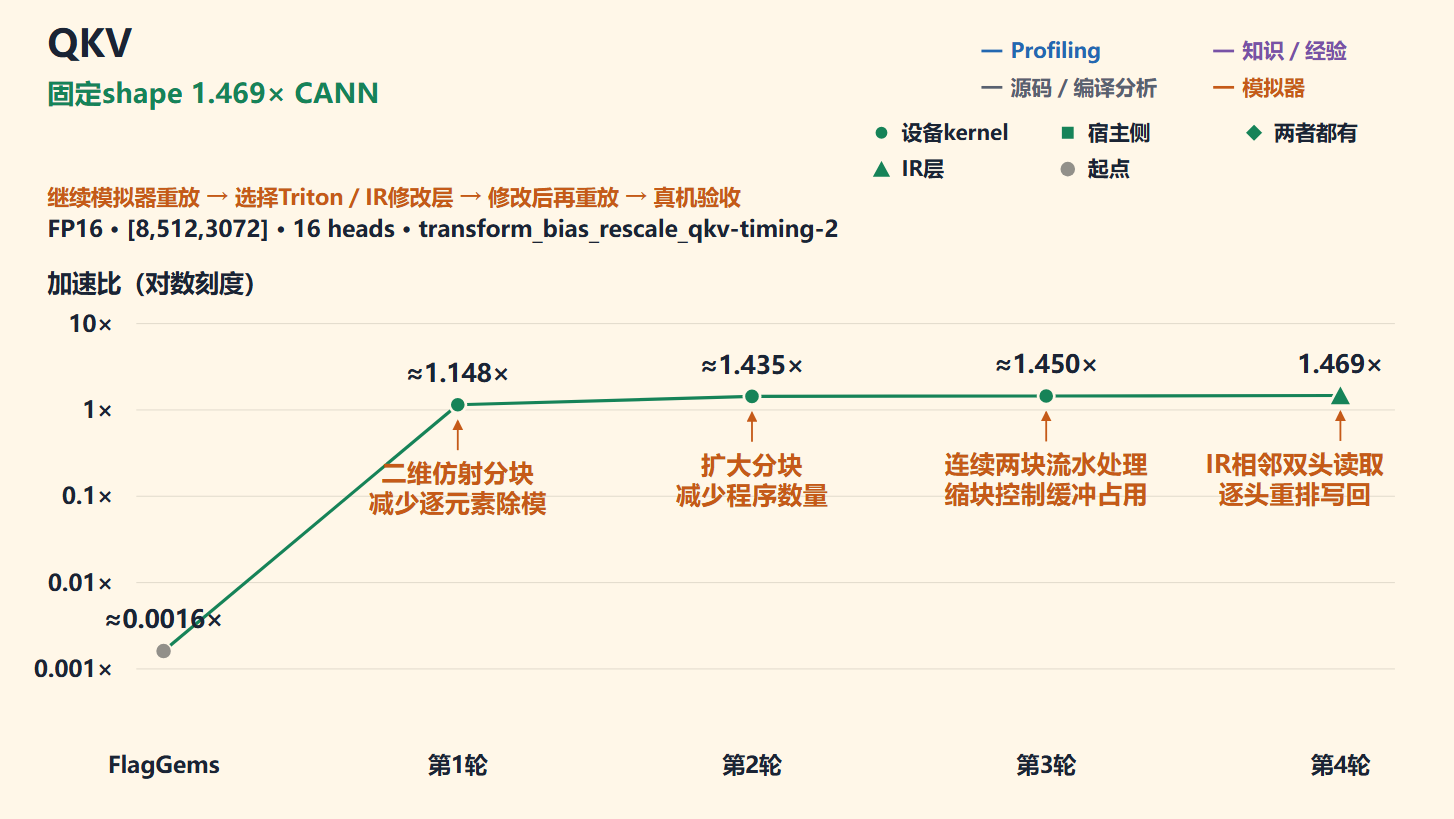 QKV
固定shape 1.469× CANN
Profiling
知识 / 经验
源码 / 编译分析
模拟器
设备kernel
宿主侧
两者都有
IR层
起点
继续模拟器重放 → 选择Triton / IR修改层 → 修改后再重放 → 真机验收
FP16 • [8,512,3072] • 16 heads • transform_bias_rescale_qkv-timing-2
加速比（对数刻度）
10×
1×
0.1×
0.01×
0.001×
≈0.0016×
≈1.148×
≈1.435×
≈1.450×
1.469×
二维仿射分块
减少逐元素除模
扩大分块
减少程序数量
连续两块流水处理
缩块控制缓冲占用
IR相邻双头读取
逐头重排写回
FlagGems
第1轮
第2轮
第3轮
第4轮